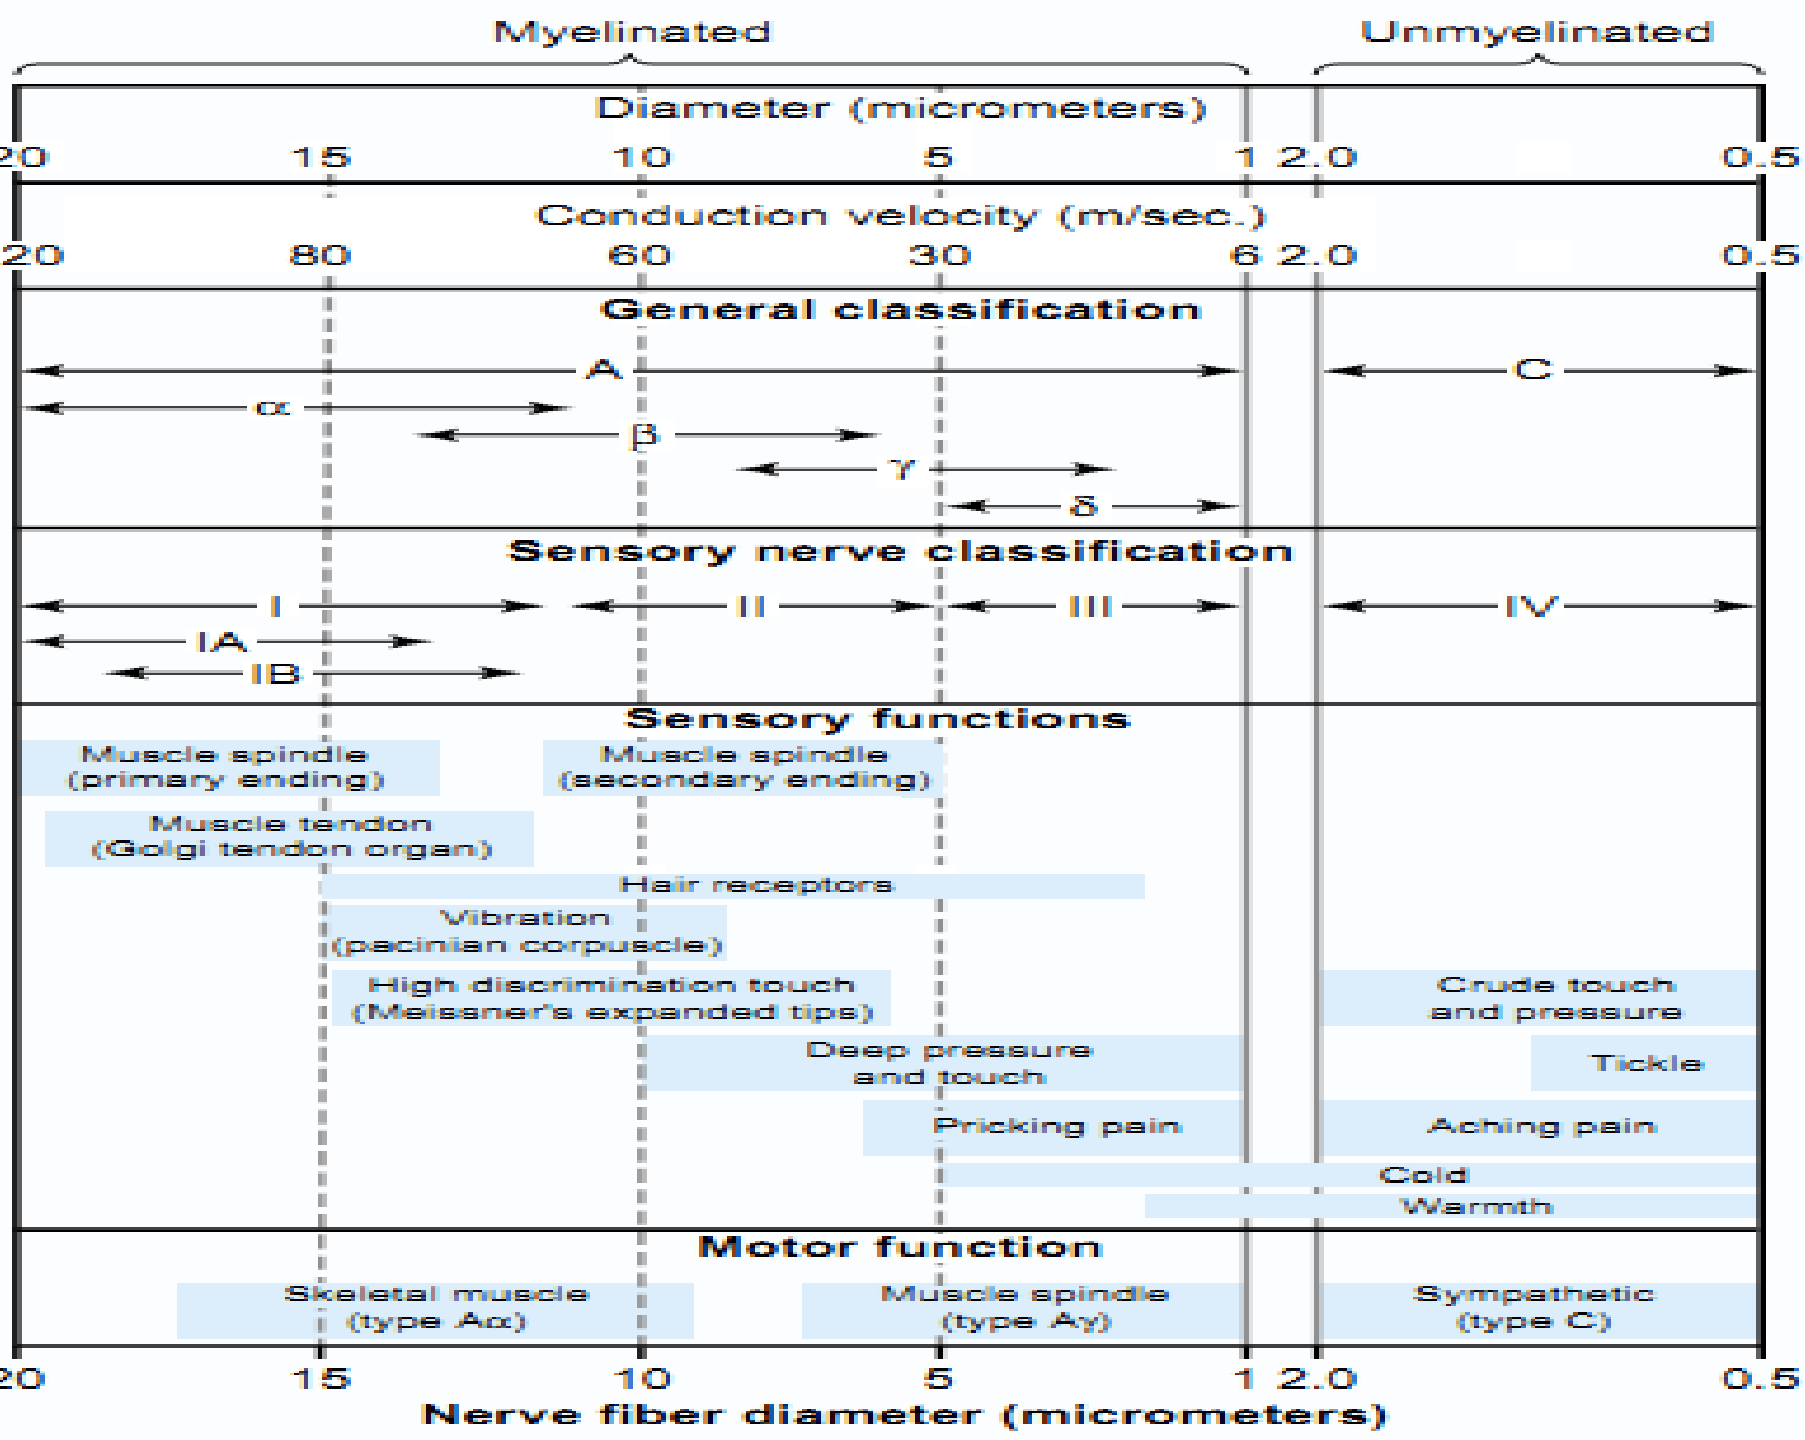 Myelinated Unmyelinated
Diameter (micrometers)
20 15 10 5 1 2.0 0.5
Conduction velocity (m/sec.)
20 80 60 30 6 2.0 0.5
General classification
A C
α
β
γ
δ
Sensory nerve classification
I II III IV
IA
IB
Sensory functions
Muscle spindle Muscle spindle
(primary ending) (secondary ending)
Muscle tendon
(Golgi tendon organ)
Hair receptors
Vibration
(pacinian corpuscle)
High discrimination touch Crude touch
(Meissner's expanded tips) and pressure
Deep pressure
and touch
Tickle
Pricking pain Aching pain
Cold
Warmth
Motor function
Skeletal muscle Muscle spindle Sympathetic
(type Aα) (type Aγ) (type C)
20 15 10 5 1 2.0 0.5
Nerve fiber diameter (micrometers)